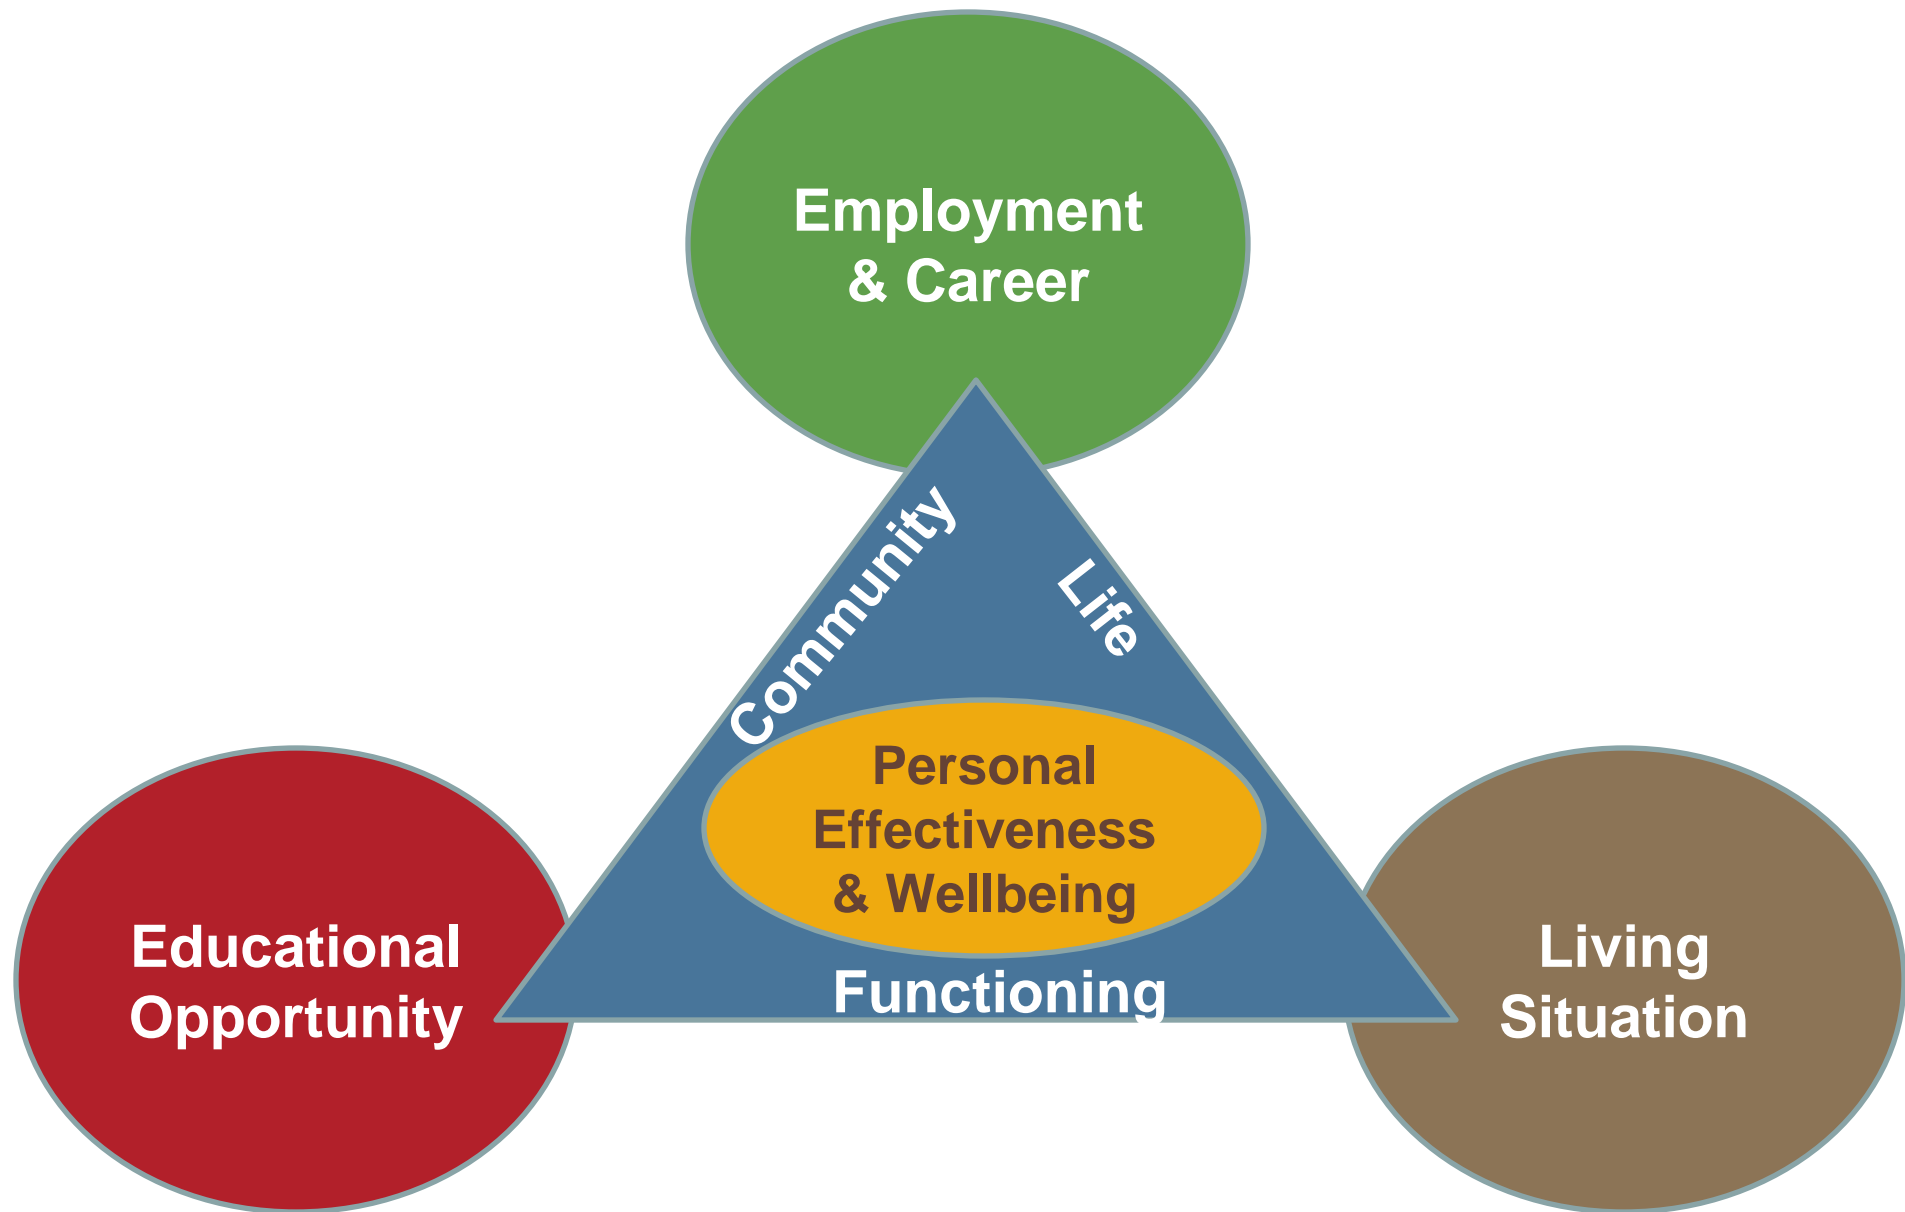 Employment
& Career
Community
Life
Personal
Effectiveness
& Wellbeing
Functioning
Educational
Opportunity
Living
Situation